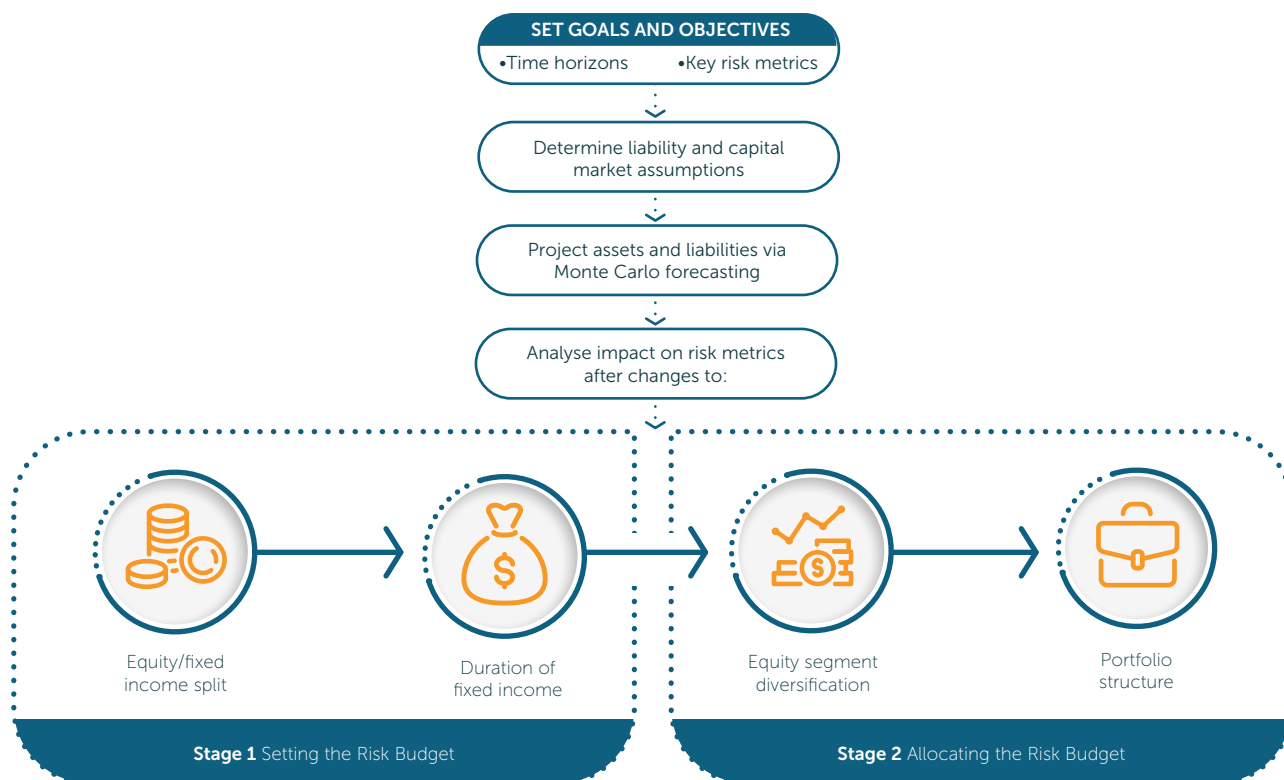 SET GOALS AND OBJECTIVES
•Time horizons •Key risk metrics
Determine liability and capital
market assumptions
Project assets and liabilities via
Monte Carlo forecasting
Analyse impact on risk metrics
after changes to:
$
$
Equity/fixed
income split
Duration of
fixed income
Equity segment
diversification
Portfolio
structure
Stage 1 Setting the Risk Budget
Stage 2 Allocating the Risk Budget